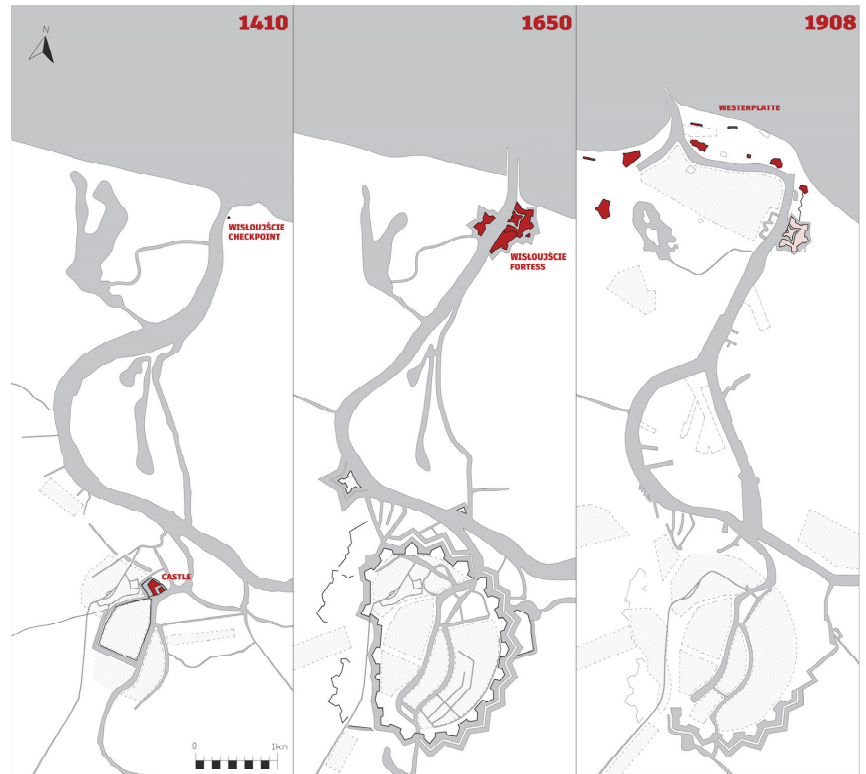 N
1410
WISŁOUJŚCIE
CHECKPOINT
CASTLE
0
1km
1650
WISŁOUJŚCIE
FORTESS
1908
WESTERPLATTE